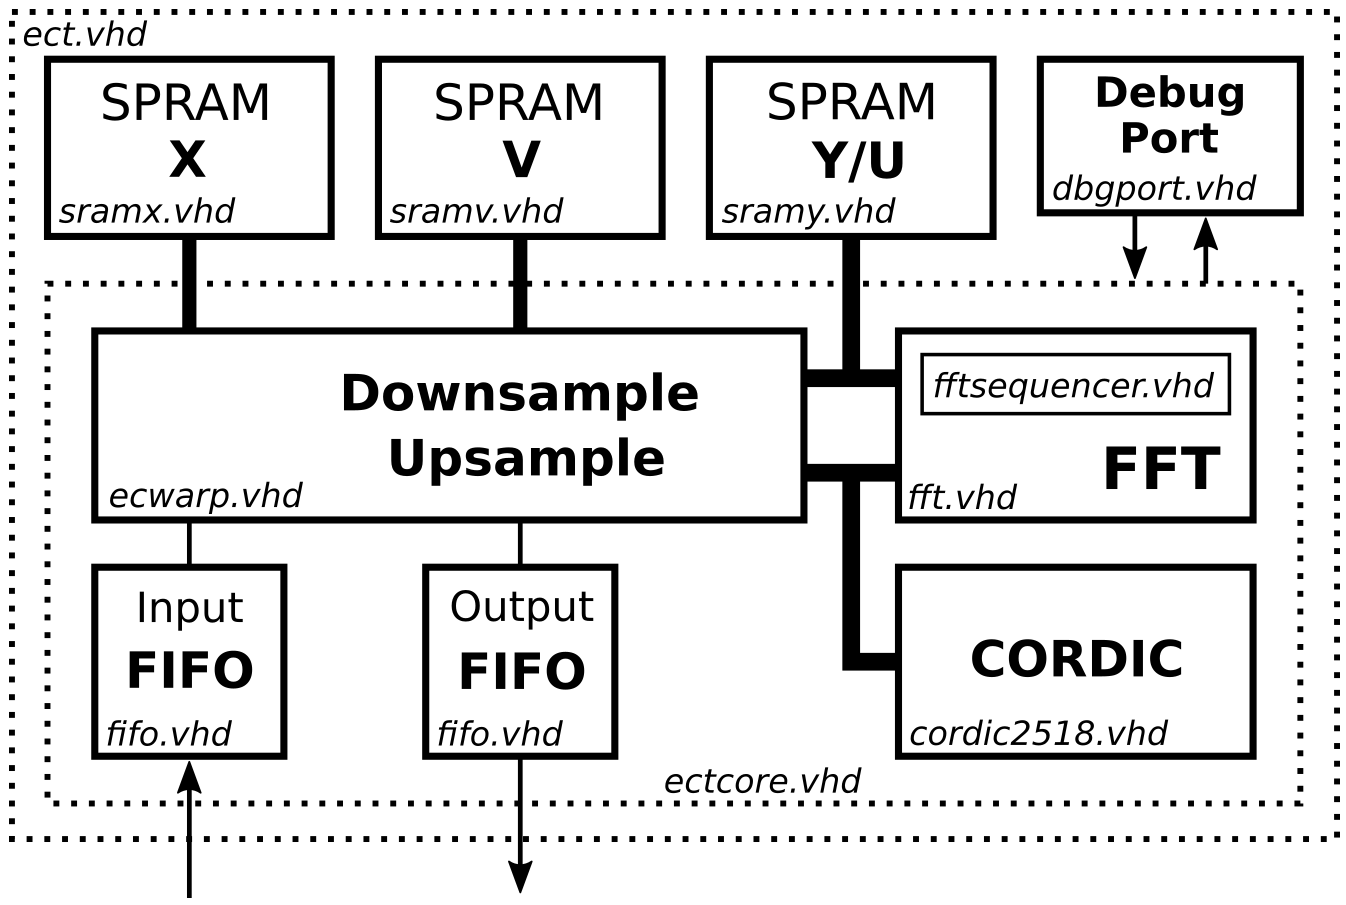 ect.vhd
SPRAM
X
sramx.vhd
SPRAM
V
sramv.vhd
SPRAM
Y/U
sramy.vhd
Debug
Port
dbgport.vhd
Downsample
Upsample
ecwarp.vhd
fftsequencer.vhd
FFT
fft.vhd
Input
FIFO
fifo.vhd
Output
FIFO
fifo.vhd
CORDIC
cordic2518.vhd
ectcore.vhd